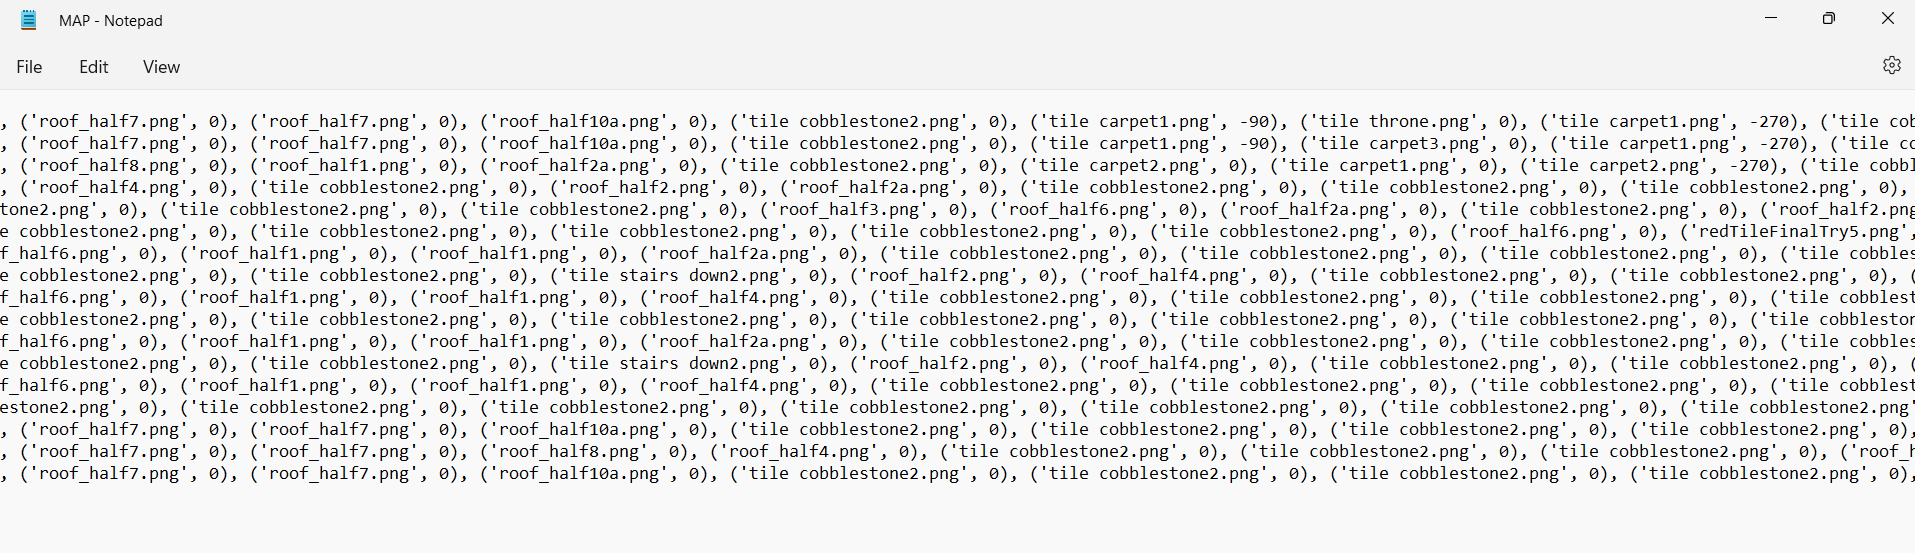 MAP - Notepad
File Edit View
, ('roof_half7.png', 0), ('roof_half7.png', 0), ('roof_half10a.png', 0), ('tile cobblestone2.png', 0), ('tile carpet1.png', -90), ('tile throne.png', 0), ('tile carpet1.png', -270), ('tile cob
, ('roof_half7.png', 0), ('roof_half7.png', 0), ('roof_half10a.png', 0), ('tile cobblestone2.png', 0), ('tile carpet1.png', -90), ('tile carpet3.png', 0), ('tile carpet1.png', -270), ('tile cc
, ('roof_half8.png', 0), ('roof_half1.png', 0), ('roof_half2a.png', 0), ('tile cobblestone2.png', 0), ('tile carpet2.png', 0), ('tile carpet1.png', 0), ('tile carpet2.png', -270), ('tile cobbl
, ('roof_half4.png', 0), ('tile cobblestone2.png', 0), ('roof_half2.png', 0), ('roof_half2a.png', 0), ('tile cobblestone2.png', 0), ('tile cobblestone2.png', 0), ('tile cobblestone2.png', 0),
tone2.png', 0), ('tile cobblestone2.png', 0), ('tile cobblestone2.png', 0), ('roof_half3.png', 0), ('roof_half6.png', 0), ('roof_half2a.png', 0), ('tile cobblestone2.png', 0), ('roof_half2.png
e cobblestone2.png', 0), ('tile cobblestone2.png', 0), ('tile cobblestone2.png', 0), ('tile cobblestone2.png', 0), ('tile cobblestone2.png', 0), ('roof_half6.png', 0), ('redTileFinalTry5.png',
f_half6.png', 0), ('roof_half1.png', 0), ('roof_half1.png', 0), ('roof_half2a.png', 0), ('tile cobblestone2.png', 0), ('tile cobblestone2.png', 0), ('tile cobblestone2.png', 0), ('tile cobbles
e cobblestone2.png', 0), ('tile cobblestone2.png', 0), ('tile stairs down2.png', 0), ('roof_half2.png', 0), ('roof_half4.png', 0), ('tile cobblestone2.png', 0), ('tile cobblestone2.png', 0), (
f_half6.png', 0), ('roof_half1.png', 0), ('roof_half1.png', 0), ('roof_half4.png', 0), ('tile cobblestone2.png', 0), ('tile cobblestone2.png', 0), ('tile cobblestone2.png', 0), ('tile cobblest
e cobblestone2.png', 0), ('tile cobblestone2.png', 0), ('tile cobblestone2.png', 0), ('tile cobblestone2.png', 0), ('tile cobblestone2.png', 0), ('tile cobblestone2.png', 0), ('tile cobbleston
f_half6.png', 0), ('roof_half1.png', 0), ('roof_half1.png', 0), ('roof_half2a.png', 0), ('tile cobblestone2.png', 0), ('tile cobblestone2.png', 0), ('tile cobblestone2.png', 0), ('tile cobbles
e cobblestone2.png', 0), ('tile cobblestone2.png', 0), ('tile stairs down2.png', 0), ('roof_half2.png', 0), ('roof_half4.png', 0), ('tile cobblestone2.png', 0), ('tile cobblestone2.png', 0), (
f_half6.png', 0), ('roof_half1.png', 0), ('roof_half1.png', 0), ('roof_half4.png', 0), ('tile cobblestone2.png', 0), ('tile cobblestone2.png', 0), ('tile cobblestone2.png', 0), ('tile cobblest
estone2.png', 0), ('tile cobblestone2.png', 0), ('tile cobblestone2.png', 0), ('tile cobblestone2.png', 0), ('tile cobblestone2.png', 0), ('tile cobblestone2.png', 0), ('tile cobblestone2.png'
, ('roof_half7.png', 0), ('roof_half7.png', 0), ('roof_half10a.png', 0), ('tile cobblestone2.png', 0), ('tile cobblestone2.png', 0), ('tile cobblestone2.png', 0), ('tile cobblestone2.png', 0),
, ('roof_half7.png', 0), ('roof_half7.png', 0), ('roof_half8.png', 0), ('roof_half4.png', 0), ('tile cobblestone2.png', 0), ('tile cobblestone2.png', 0), ('tile cobblestone2.png', 0), ('roof_h
, ('roof_half7.png', 0), ('roof_half7.png', 0), ('roof_half10a.png', 0), ('tile cobblestone2.png', 0), ('tile cobblestone2.png', 0), ('tile cobblestone2.png', 0), ('tile cobblestone2.png', 0),